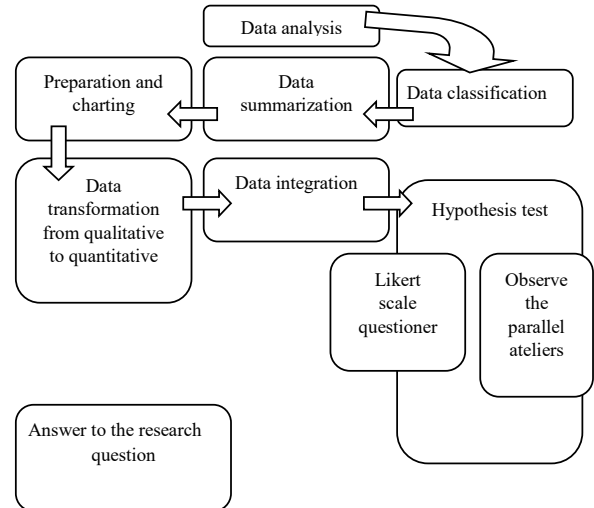 Data analysis
Data classification
Data
summarization
Preparation and
charting
Data
transformation
from qualitative
to quantitative
Data integration
Hypothesis test
Likert
scale
questioner
Observe
the
parallel
ateliers
Answer to the research
question